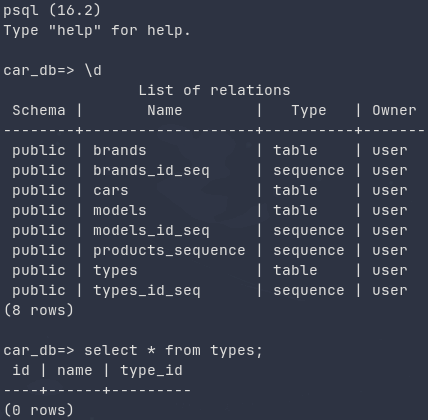 psql (16.2)
Type "help" for help.

car_db=> \d
               List of relations
 Schema |       Name        |   Type   | Owner
--------+-------------------+----------+-------
 public | brands            | table    | user
 public | brands_id_seq     | sequence | user
 public | cars              | table    | user
 public | models            | table    | user
 public | models_id_seq     | sequence | user
 public | products_sequence | sequence | user
 public | types             | table    | user
 public | types_id_seq      | sequence | user
(8 rows)

car_db=> select * from types;
 id | name | type_id
----+------+---------
(0 rows)